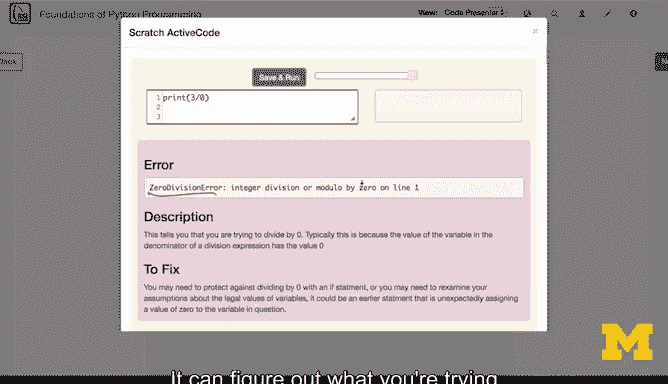 Foundations of Python Programming
View: Code Presenter
Scratch ActiveCode
×
Back
Save & Run
1 print(3/0)
2
3
Error
ZeroDivisionError: integer division or modulo by zero on line 1
Description
This tells you that you are trying to divide by 0. Typically this is because the value of the variable in the
denominator of a division expression has the value 0
To Fix
You may need to protect against dividing by 0 with an if statment, or you may need to rexamine your
assumptions about the legal values of variables, it could be an earlier statment that is unexpectedly assigning
a value of zero to the variable in question.
M
It can figure out what you're trying